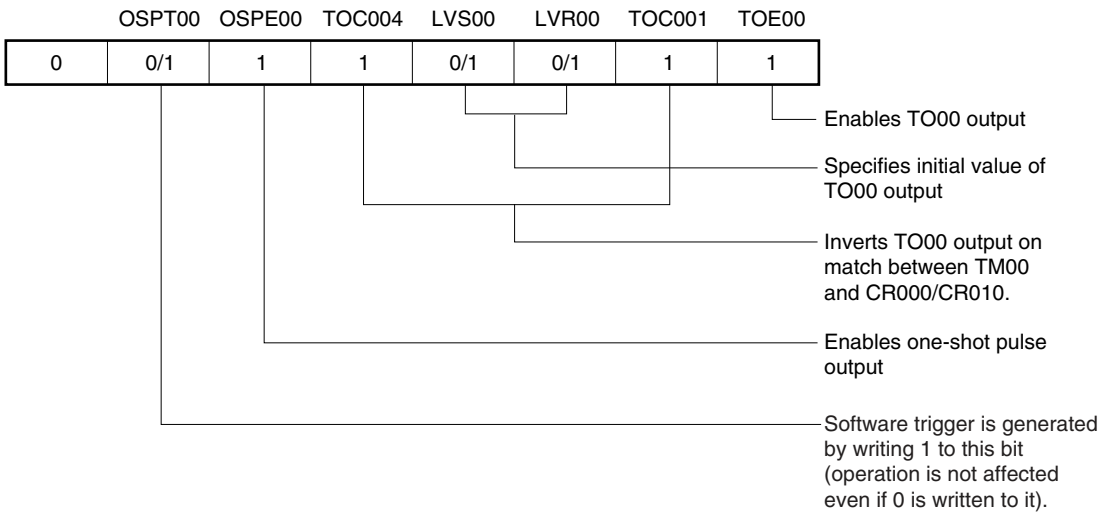 OSPT00 OSPE00 TOC004 LVS00 LVR00 TOC001 TOE00
0 0/1 1 1 0/1 0/1 1 1
Enables TO00 output
Specifies initial value of
TO00 output
Inverts TO00 output on
match between TM00
and CR000/CR010.
Enables one-shot pulse
output
Software trigger is generated
by writing 1 to this bit
(operation is not affected
even if 0 is written to it).